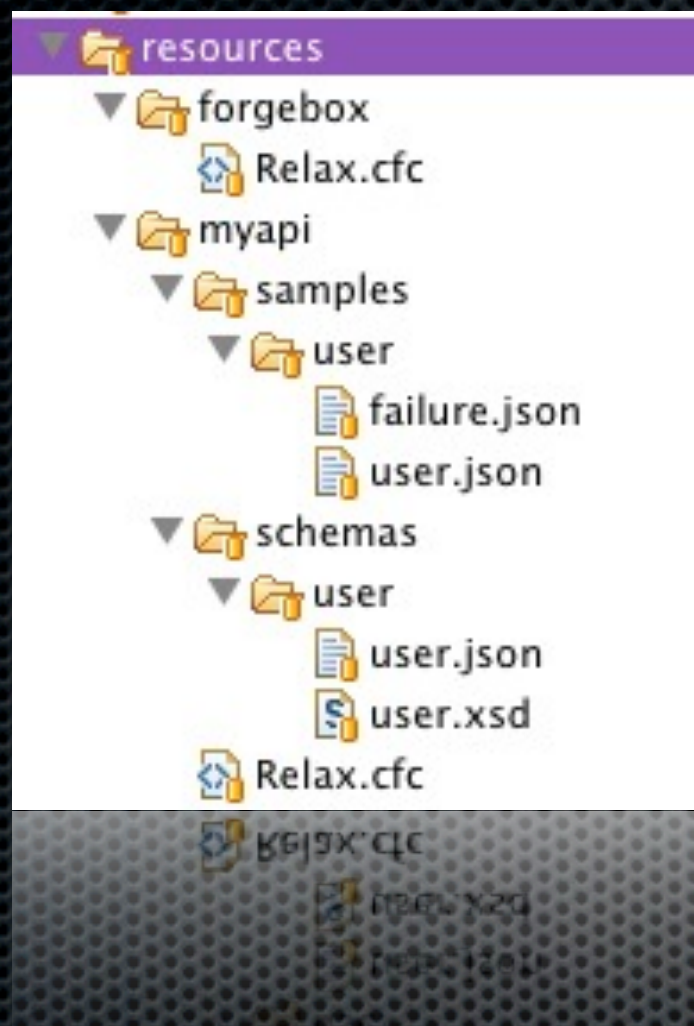 resources
forgebox
Relax.cfc
myapi
samples
user
failure.json
user.json
schemas
user
user.json
user.xsd
Relax.cfc